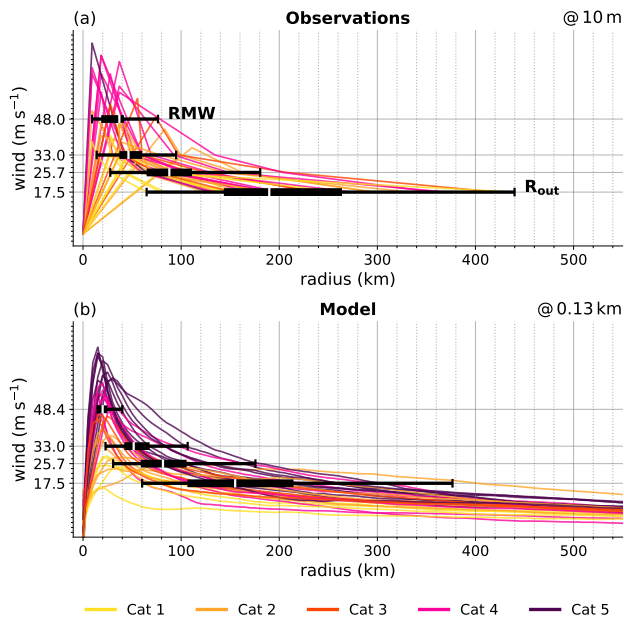 (a) Observations @ 10 m
wind (m s⁻¹)
48.0
33.0
25.7
17.5
RMW
R_out
0 100 200 300 400 500
radius (km)
(b) Model @ 0.13 km
wind (m s⁻¹)
48.4
33.0
25.7
17.5
0 100 200 300 400 500
radius (km)
Cat 1 Cat 2 Cat 3 Cat 4 Cat 5